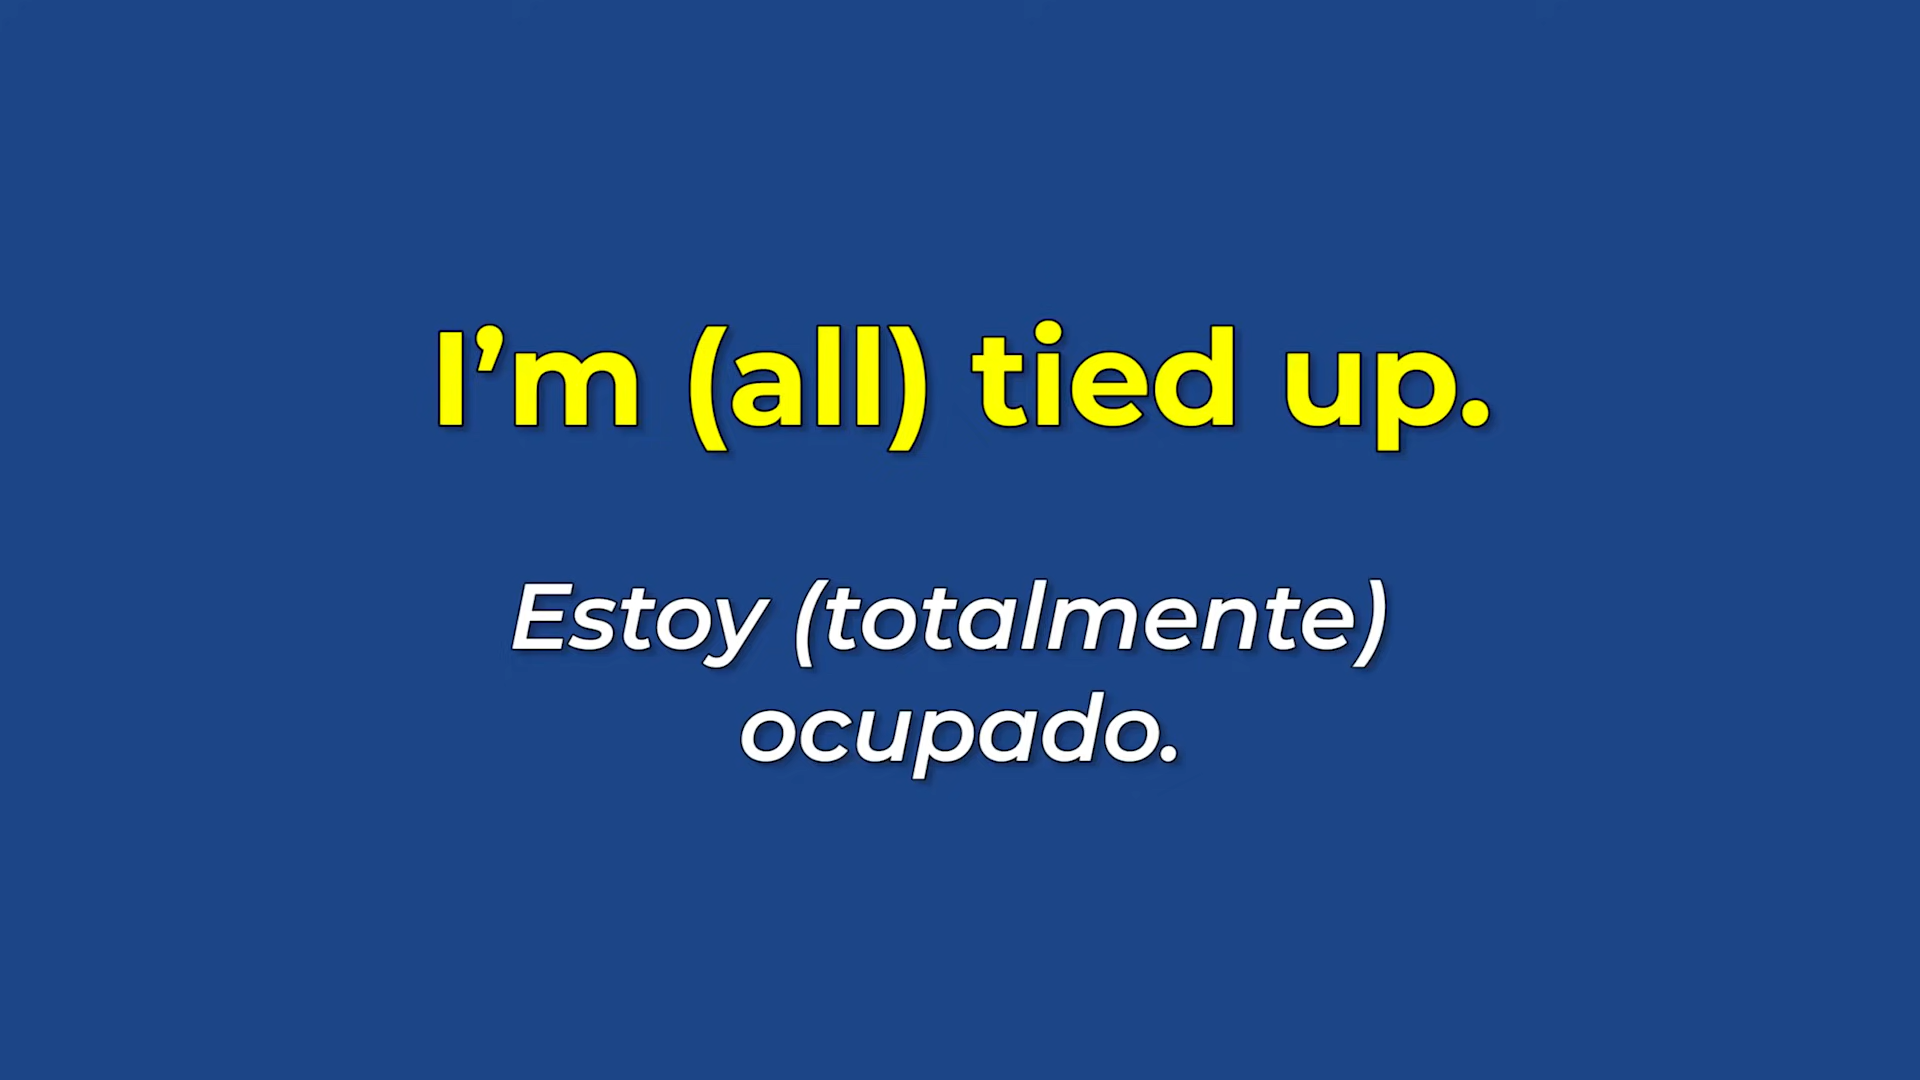 I’m (all) tied up.
Estoy (totalmente)
ocupado.